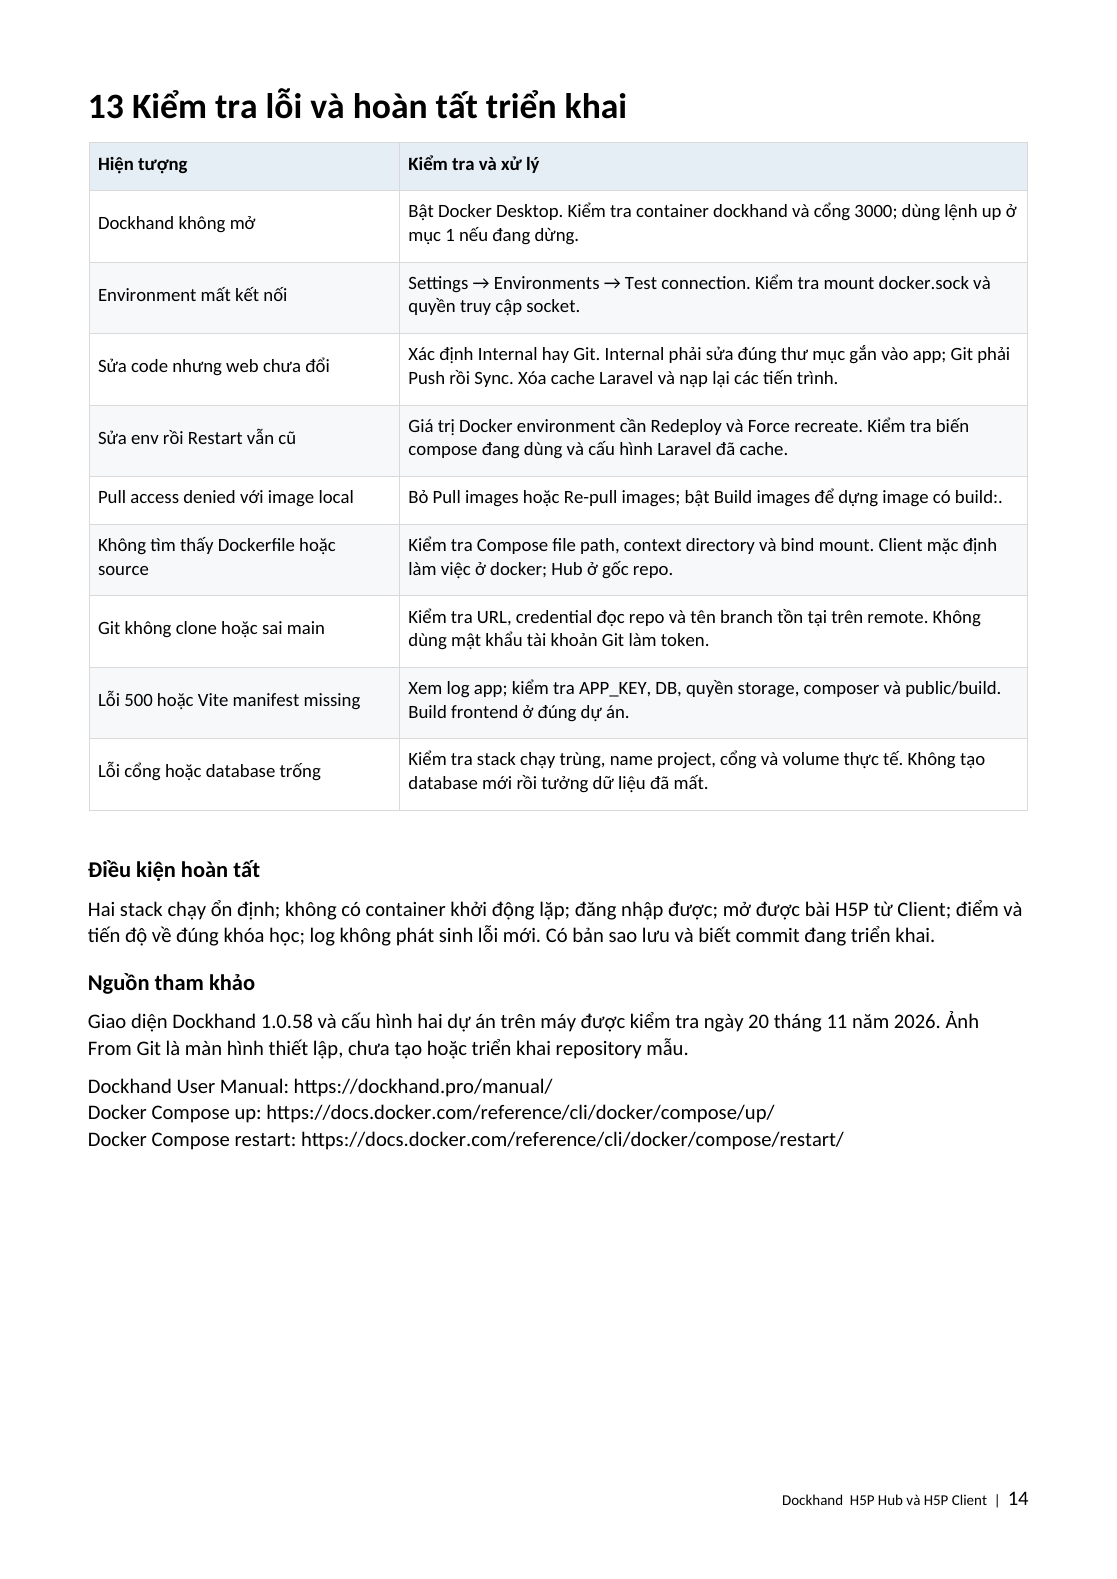 13 Kiểm tra lỗi và hoàn tất triển khai
Hiện tượng
Kiểm tra và xử lý
Dockhand không mở
Bật Docker Desktop. Kiểm tra container dockhand và cổng 3000; dùng lệnh up ở
mục 1 nếu đang dừng.
Environment mất kết nối
Settings → Environments → Test connection. Kiểm tra mount docker.sock và
quyền truy cập socket.
Sửa code nhưng web chưa đổi
Xác định Internal hay Git. Internal phải sửa đúng thư mục gắn vào app; Git phải
Push rồi Sync. Xóa cache Laravel và nạp lại các tiến trình.
Sửa env rồi Restart vẫn cũ
Giá trị Docker environment cần Redeploy và Force recreate. Kiểm tra biến
compose đang dùng và cấu hình Laravel đã cache.
Pull access denied với image local
Bỏ Pull images hoặc Re-pull images; bật Build images để dựng image có build:.
Không tìm thấy Dockerfile hoặc
source
Kiểm tra Compose file path, context directory và bind mount. Client mặc định
làm việc ở docker; Hub ở gốc repo.
Git không clone hoặc sai main
Kiểm tra URL, credential đọc repo và tên branch tồn tại trên remote. Không
dùng mật khẩu tài khoản Git làm token.
Lỗi 500 hoặc Vite manifest missing
Xem log app; kiểm tra APP_KEY, DB, quyền storage, composer và public/build.
Build frontend ở đúng dự án.
Lỗi cổng hoặc database trống
Kiểm tra stack chạy trùng, name project, cổng và volume thực tế. Không tạo
database mới rồi tưởng dữ liệu đã mất.
Điều kiện hoàn tất
Hai stack chạy ổn định; không có container khởi động lặp; đăng nhập được; mở được bài H5P từ Client; điểm và
tiến độ về đúng khóa học; log không phát sinh lỗi mới. Có bản sao lưu và biết commit đang triển khai.
Nguồn tham khảo
Giao diện Dockhand 1.0.58 và cấu hình hai dự án trên máy được kiểm tra ngày 20 tháng 11 năm 2026. Ảnh
From Git là màn hình thiết lập, chưa tạo hoặc triển khai repository mẫu.
Dockhand User Manual: https://dockhand.pro/manual/
Docker Compose up: https://docs.docker.com/reference/cli/docker/compose/up/
Docker Compose restart: https://docs.docker.com/reference/cli/docker/compose/restart/
Dockhand H5P Hub và H5P Client | 14